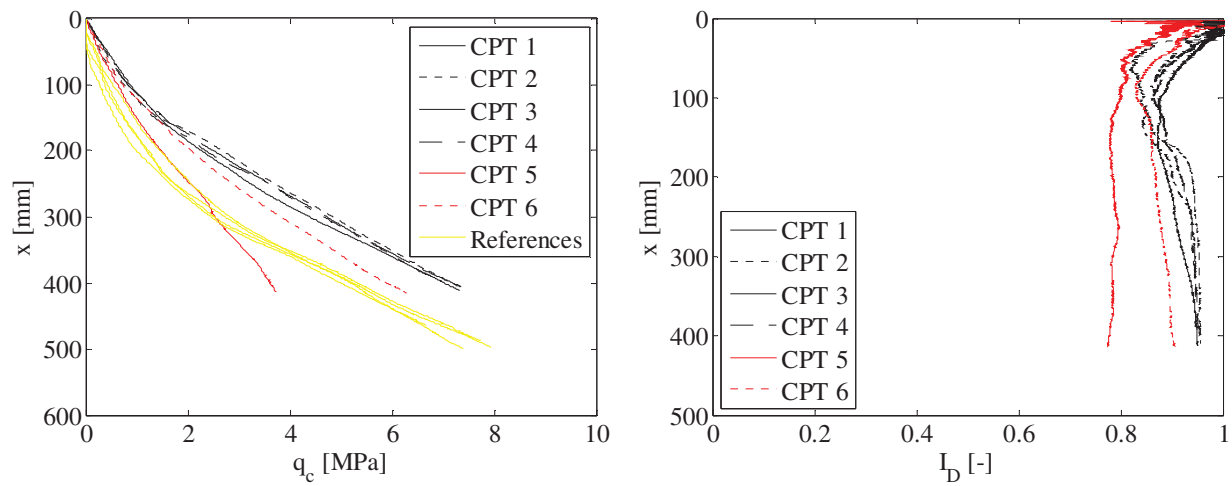 0
100
200
300
400
500
600
x [mm]
0
2
4
6
8
10
q_c [MPa]
CPT 1
CPT 2
CPT 3
CPT 4
CPT 5
CPT 6
References
0
100
200
300
400
500
x [mm]
0
0.2
0.4
0.6
0.8
1
I_D [-]
CPT 1
CPT 2
CPT 3
CPT 4
CPT 5
CPT 6